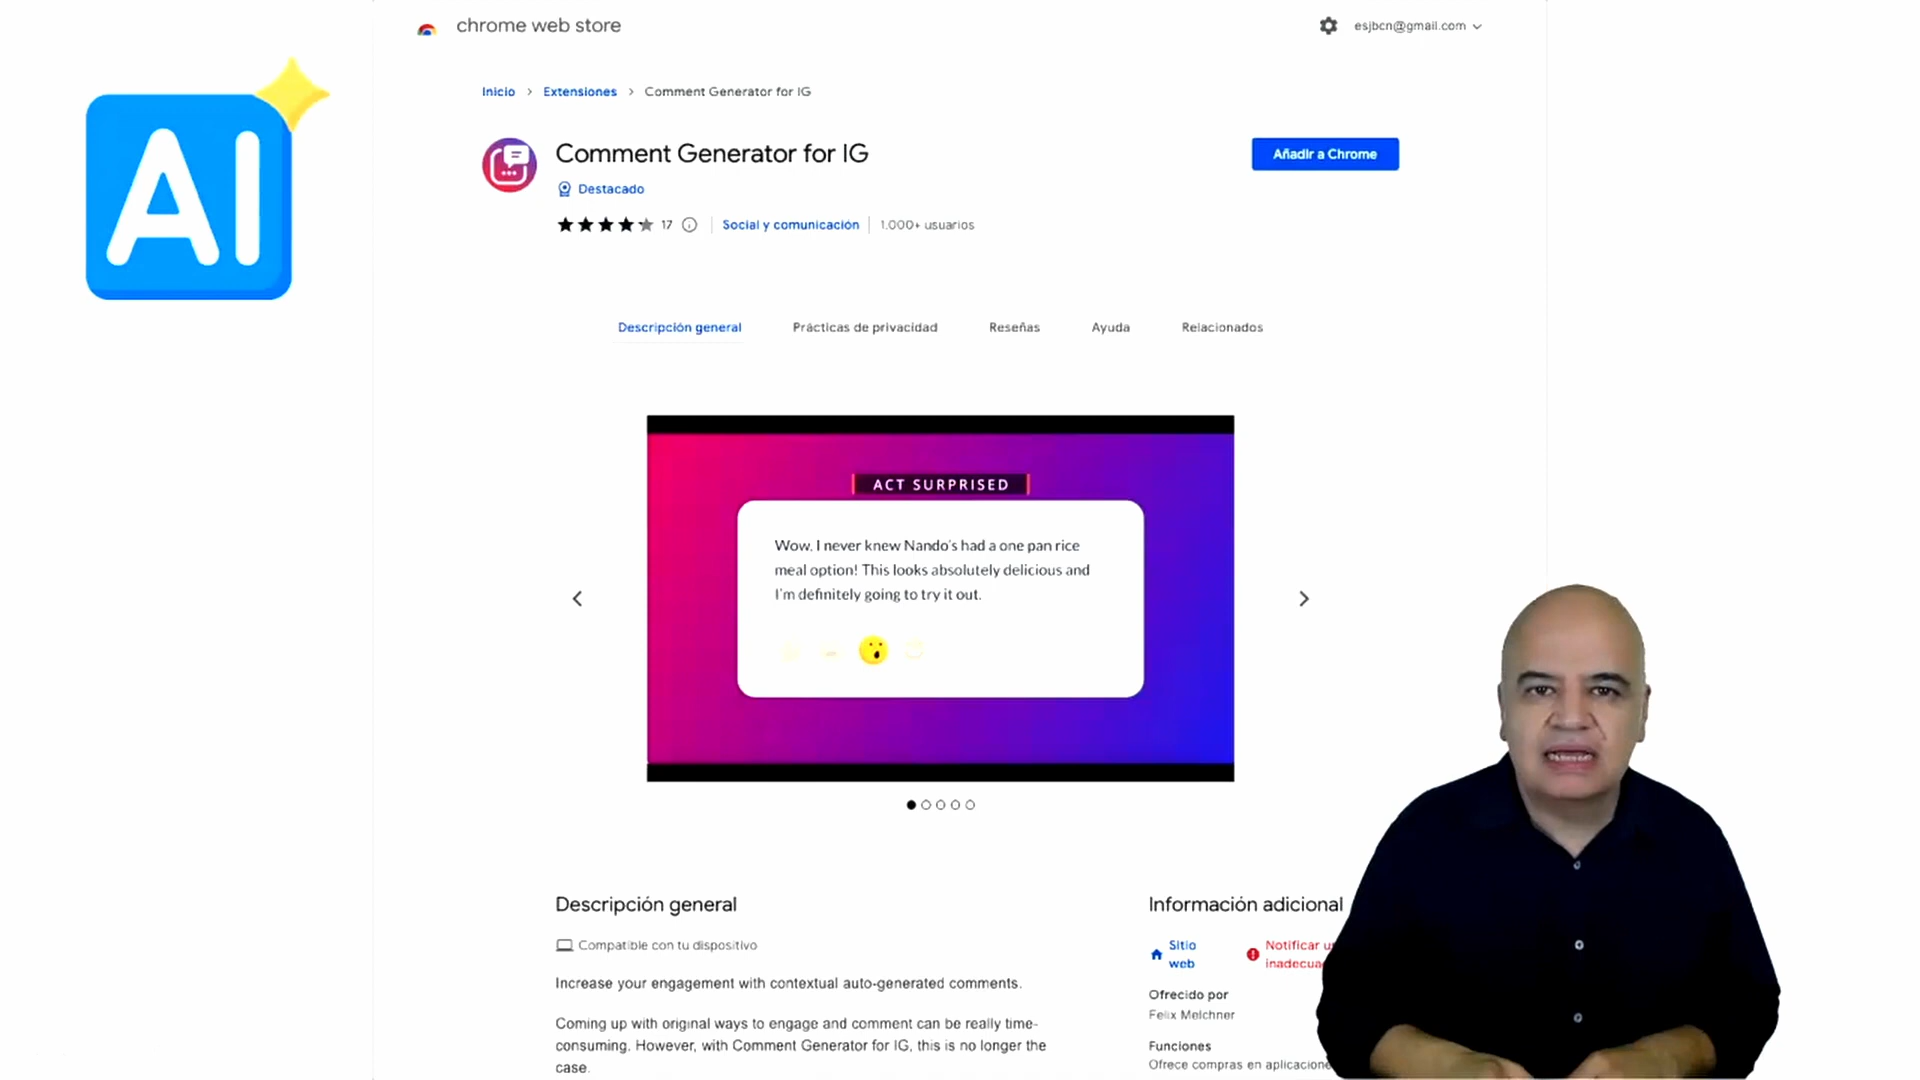 chrome web store
esjbcn@gmail.com
AI
Inicio > Extensiones > Comment Generator for IG
Comment Generator for IG
Añadir a Chrome
Destacado
17
Social y comunicación
1.000+ usuarios
Descripción general
Prácticas de privacidad
Reseñas
Ayuda
Relacionados
ACT SURPRISED
Wow, I never knew Nando's had a one pan rice
meal option! This looks absolutely delicious and
I'm definitely going to try it out.
Descripción general
Compatible con tu dispositivo
Increase your engagement with contextual auto-generated comments.
Coming up with original ways to engage and comment can be really time-
consuming. However, with Comment Generator for IG, this is no longer the
case.
Información adicional
Sitio
web
Notificar
Ofrecido por
Felix Melchner
Funciones
Ofrece compras en